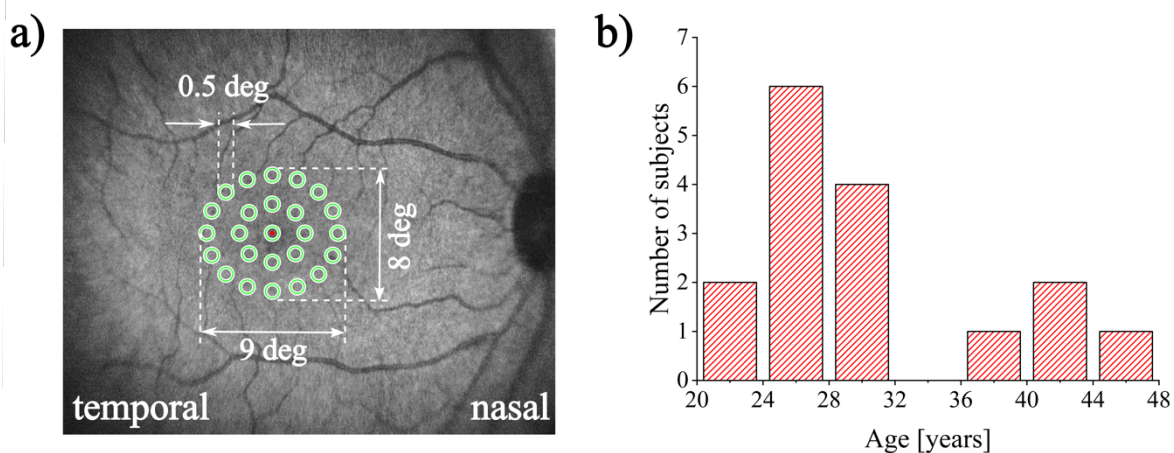 a)
0.5 deg
8 deg
9 deg
temporal
nasal
b)
Number of subjects
7
6
5
4
3
2
1
0
20 24 28 32 36 40 44 48
Age [years]